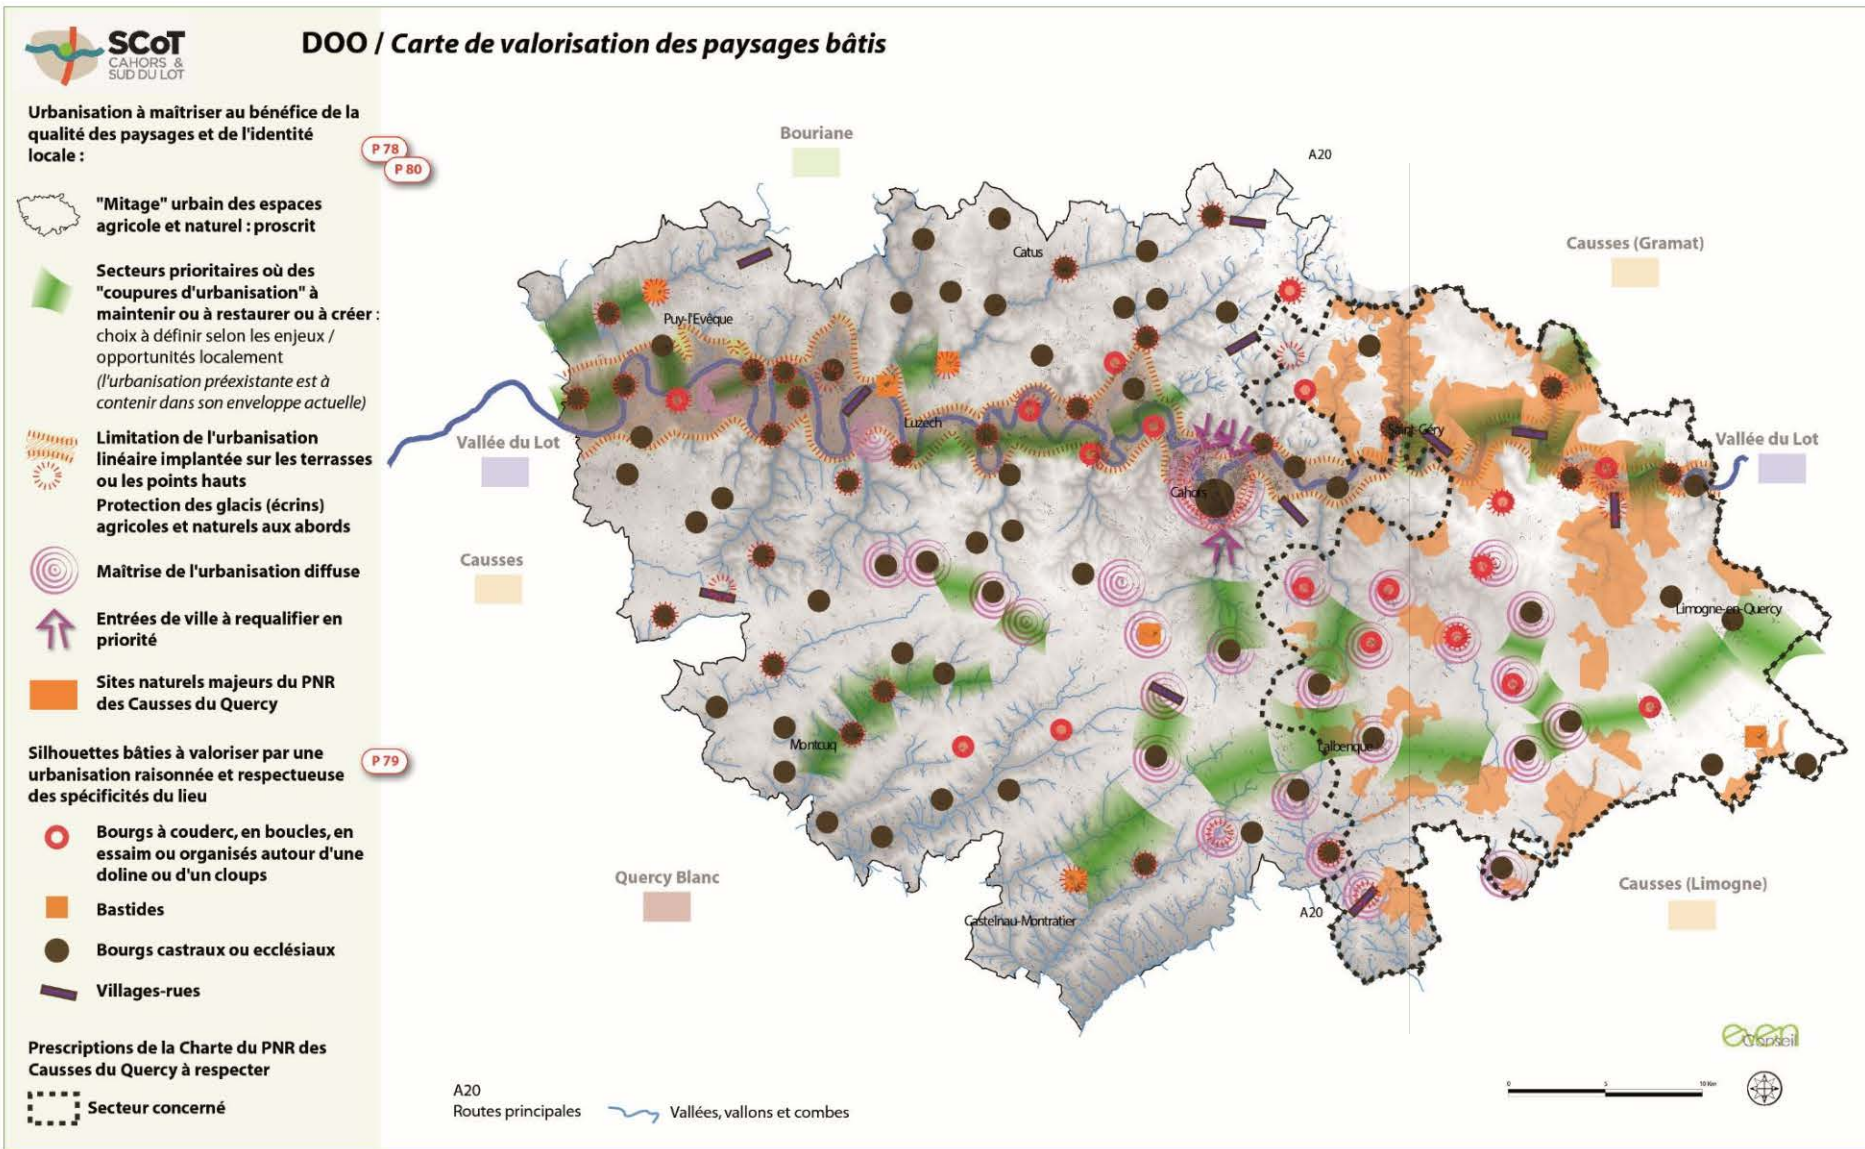 SCoT
CAHORS &
SUD DU LOT
DOO / Carte de valorisation des paysages bâtis
Urbanisation à maîtriser au bénéfice de la
qualité des paysages et de l'identité
locale :
P 78
P 80
"Mitage" urbain des espaces
agricole et naturel : proscrit
Secteurs prioritaires où des
"coupures d'urbanisation" à
maintenir ou à restaurer ou à créer :
choix à définir selon les enjeux /
opportunités localement
(l'urbanisation préexistante est à
contenir dans son enveloppe actuelle)
Limitation de l'urbanisation
linéaire implantée sur les terrasses
ou les points hauts
Protection des glacis (écrins)
agricoles et naturels aux abords
Maîtrise de l'urbanisation diffuse
Entrées de ville à requalifier en
priorité
Sites naturels majeurs du PNR
des Causses du Quercy
Silhouettes bâties à valoriser par une
urbanisation raisonnée et respectueuse
des spécificités du lieu
P 79
Bourgs à couderc, en boucles, en
essaim ou organisés autour d'une
doline ou d'un cloups
Bastides
Bourgs castraux ou ecclésiaux
Villages-rues
Prescriptions de la Charte du PNR des
Causses du Quercy à respecter
Secteur concerné
Bouriane
A20
Causses (Gramat)
Catus
Puy-l'Evêque
Luzech
Saint-Géry
Vallée du Lot
Vallée du Lot
Cahors
Causses
Limogne-en-Quercy
Montcuq
Lalbenque
Quercy Blanc
Causses (Limogne)
A20
Castelnau-Montratier
even
Conseil
0 5 10 Km
A20
Routes principales
Vallées, vallons et combes